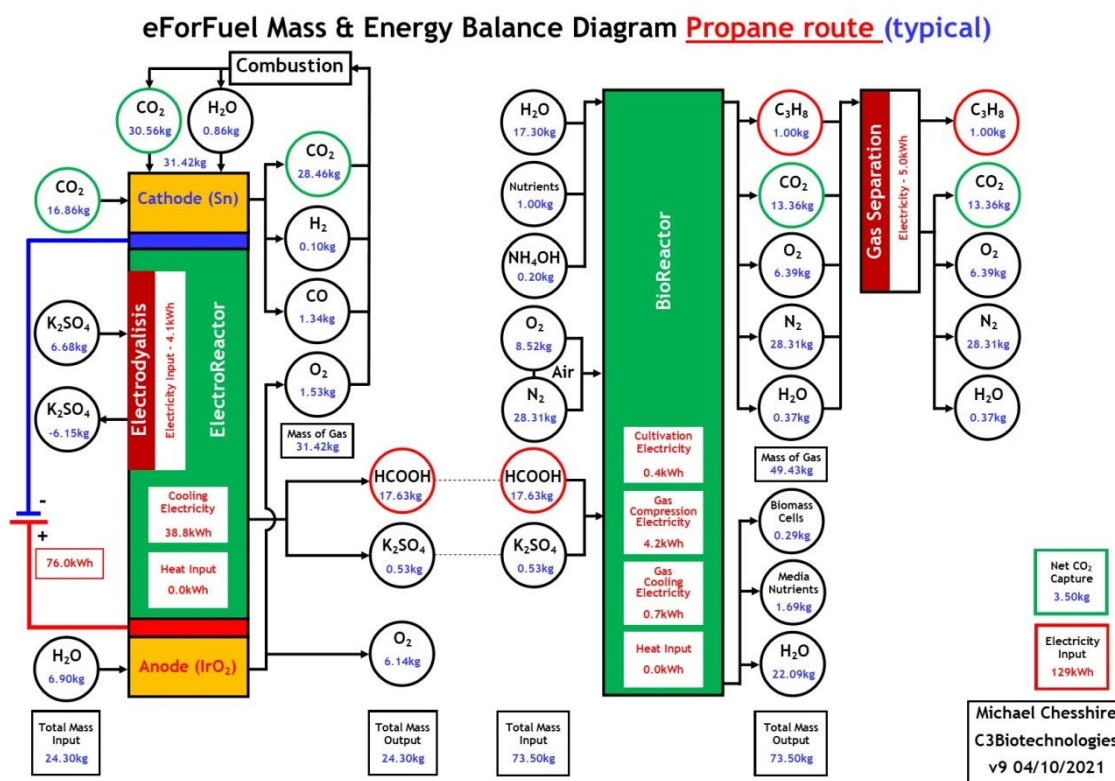 eForFuel Mass & Energy Balance Diagram Propane route (typical)
Combustion
CO₂
30.56kg
H₂O
0.86kg
31.42kg
CO₂
16.86kg
Cathode (Sn)
CO₂
28.46kg
H₂
0.10kg
CO
1.34kg
O₂
1.53kg
Mass of Gas
31.42kg
K₂SO₄
6.68kg
K₂SO₄
-6.15kg
Electrodyalisis
Electricity Input - 4.1kWh
ElectroReactor
Cooling
Electricity
38.8kWh
Heat Input
0.0kWh
-
+
76.0kWh
H₂O
6.90kg
Anode (IrO₂)
HCOOH
17.63kg
K₂SO₄
0.53kg
O₂
6.14kg
Total Mass
Input
24.30kg
Total Mass
Output
24.30kg
H₂O
17.30kg
Nutrients
1.00kg
NH₄OH
0.20kg
O₂
8.52kg
Air
N₂
28.31kg
HCOOH
17.63kg
K₂SO₄
0.53kg
Total Mass
Input
73.50kg
BioReactor
Cultivation
Electricity
0.4kWh
Gas
Compression
Electricity
4.2kWh
Gas
Cooling
Electricity
0.7kWh
Heat Input
0.0kWh
C₃H₈
1.00kg
CO₂
13.36kg
O₂
6.39kg
N₂
28.31kg
H₂O
0.37kg
Mass of Gas
49.43kg
Biomass
Cells
0.29kg
Media
Nutrients
1.69kg
H₂O
22.09kg
Total Mass
Output
73.50kg
Gas Separation
Electricity - 5.0kWh
C₃H₈
1.00kg
CO₂
13.36kg
O₂
6.39kg
N₂
28.31kg
H₂O
0.37kg
Net CO₂
Capture
3.50kg
Electricity
Input
129kWh
Michael Chesshire
C3Biotechnologies
v9 04/10/2021